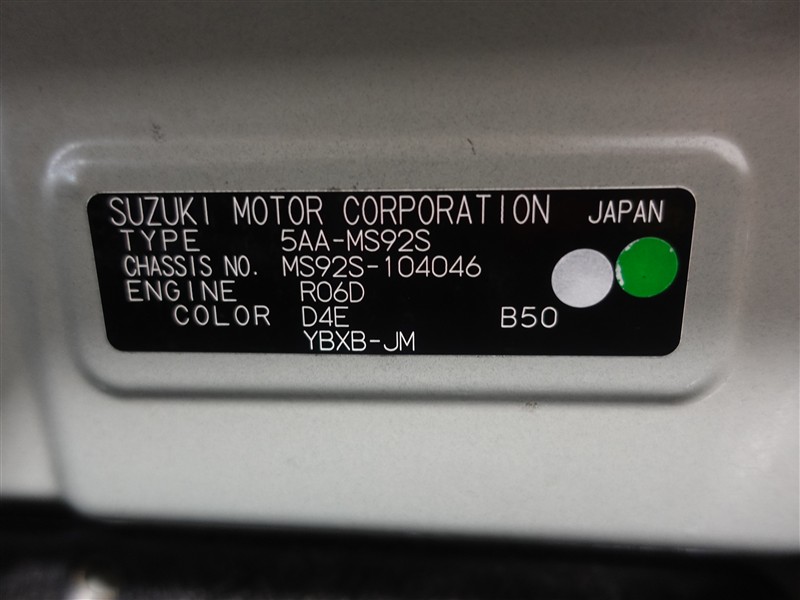 SUZUKI MOTOR CORPORATION JAPAN
TYPE 5AA-MS92S
CHASSIS NO. MS92S-104046
ENGINE R06D
COLOR D4E B50
YBXB-JM